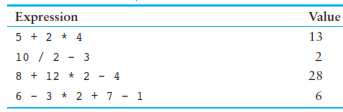 Expression Value
5 + 2 * 4 13
10 / 2 - 3 2
8 + 12 * 2 - 4 28
6 - 3 * 2 + 7 - 1 6